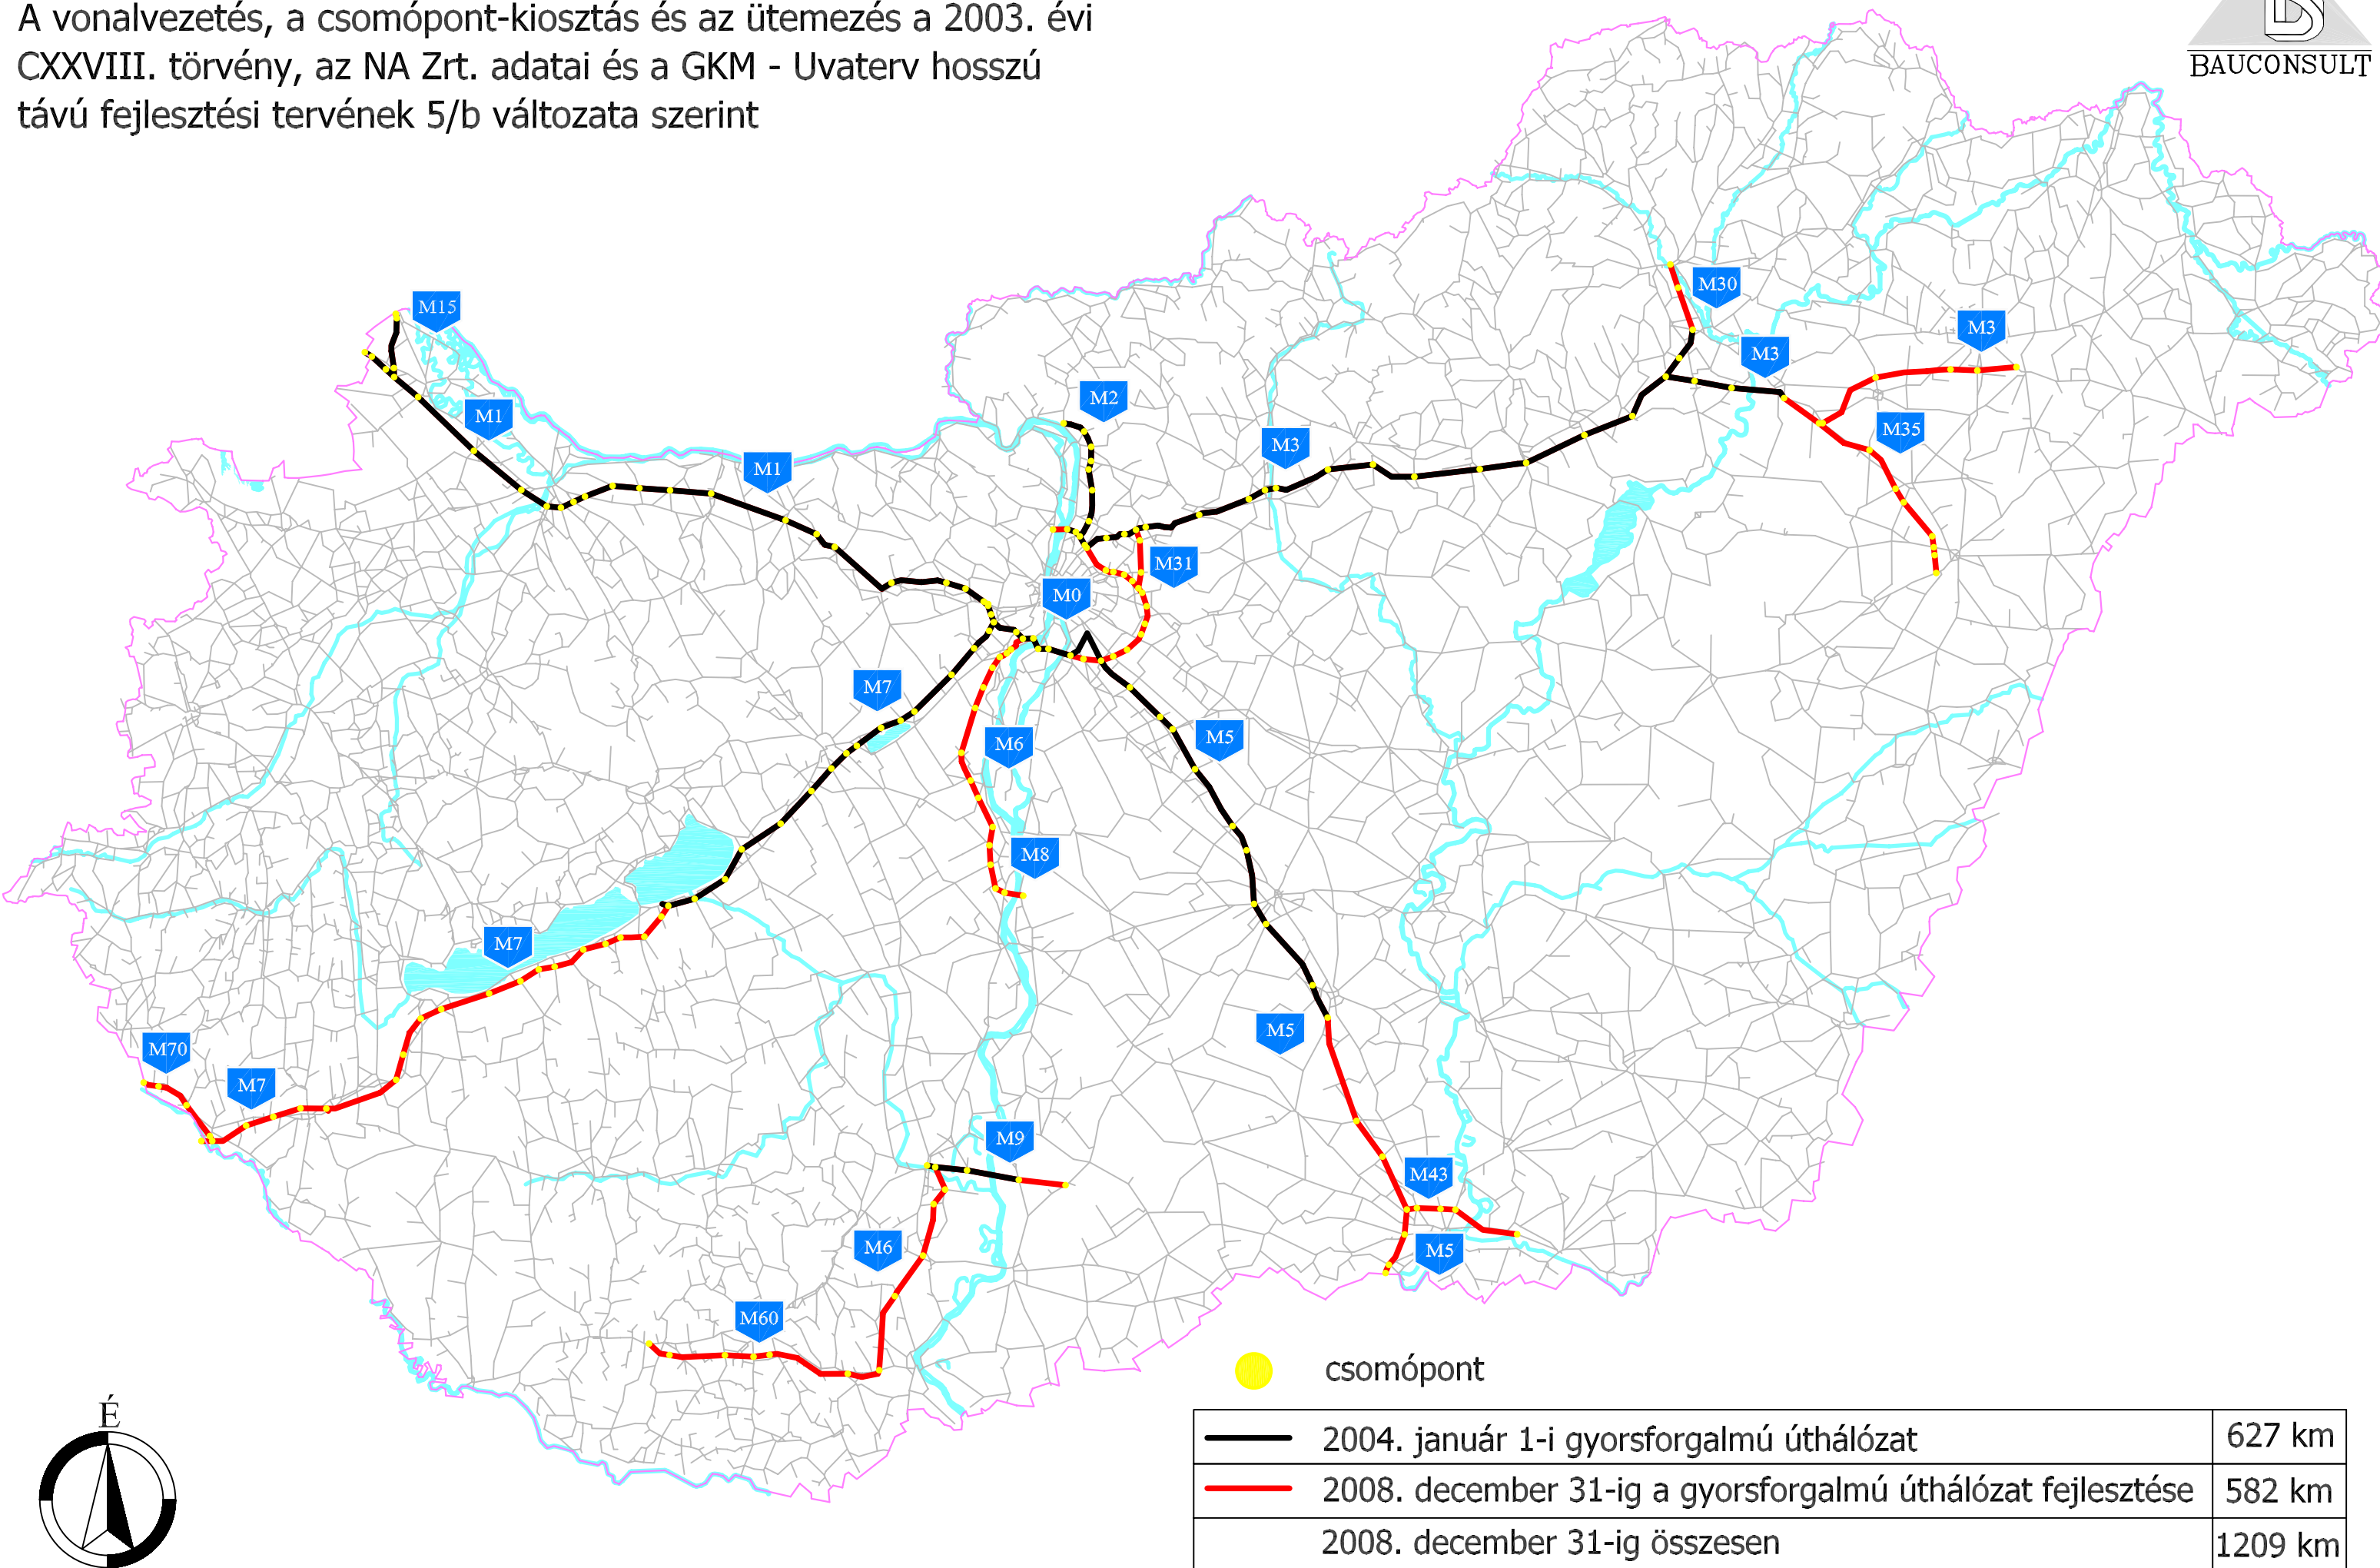 A vonalvezetés, a csomópont-kiosztás és az ütemezés a 2003. évi
CXXVIII. törvény, az NA Zrt. adatai és a GKM - Uvaterv hosszú
távú fejlesztési tervének 5/b változata szerint
BAUCONSULT
M15
M30
M3
M3
M2
M1
M35
M3
M1
M31
M0
M7
M5
M6
M8
M7
M5
M70
M7
M9
M43
M6
M5
M60
csomópont
É
2004. január 1-i gyorsforgalmú úthálózat 627 km
2008. december 31-ig a gyorsforgalmú úthálózat fejlesztése 582 km
2008. december 31-ig összesen 1209 km